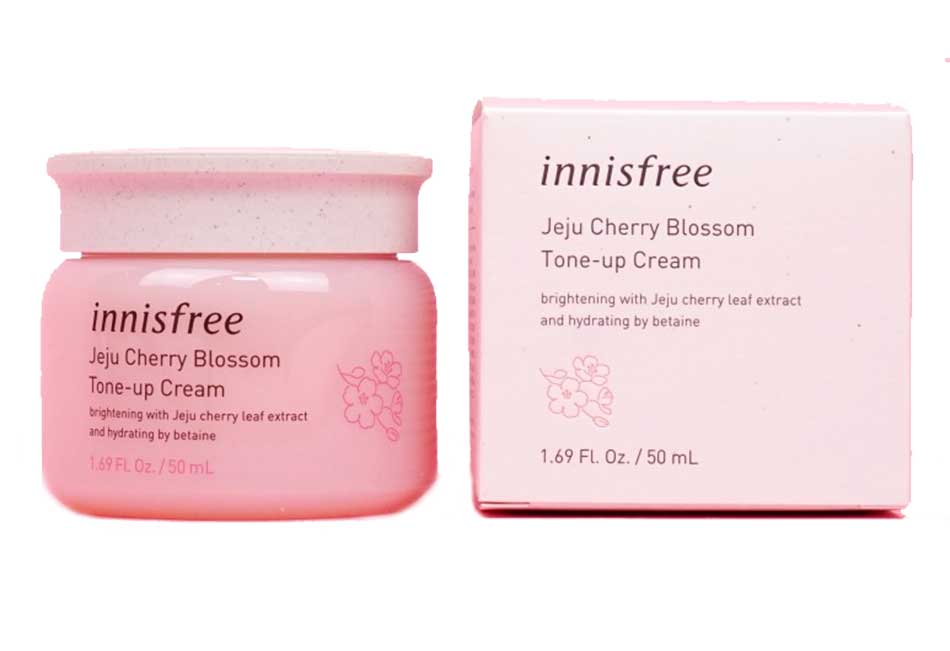 innisfree
Jeju Cherry Blossom
Tone-up Cream
brightening with Jeju cherry leaf extract
and hydrating by betaine
1.69 FL. Oz. / 50 mL
innisfree
Jeju Cherry Blossom
Tone-up Cream
brightening with Jeju cherry leaf extract
and hydrating by betaine
1.69 Fl. Oz. / 50 mL